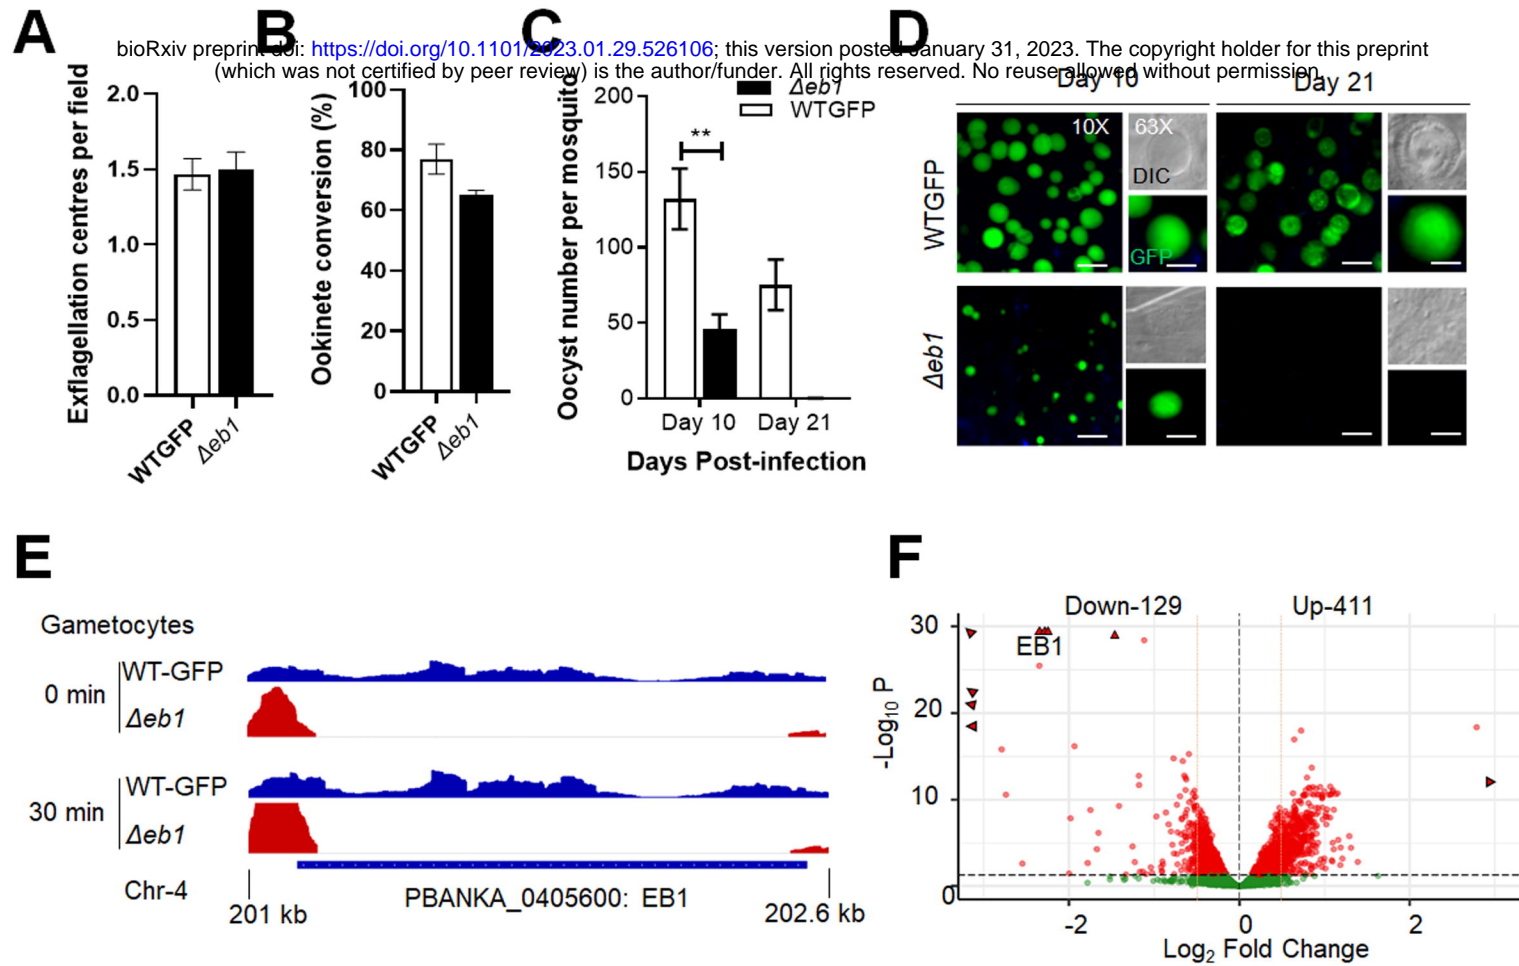 A
B
C
D
bioRxiv preprint doi: https://doi.org/10.1101/2023.01.29.526106; this version posted January 31, 2023. The copyright holder for this preprint
(which was not certified by peer review) is the author/funder. All rights reserved. No reuse allowed without permission.
Exflagellation centres per field
2.0
1.5
1.0
0.5
0.0
WTGFP
Δeb1
Ookinete conversion (%)
100
80
60
40
20
0
WTGFP
Δeb1
Oocyst number per mosquito
200
150
100
50
0
Δeb1
WTGFP
**
Day 10
Day 21
Days Post-infection
Day 10
Day 21
WTGFP
10X
63X
DIC
GFP
Δeb1
E
Gametocytes
0 min
WT-GFP
Δeb1
30 min
WT-GFP
Δeb1
Chr-4
PBANKA_0405600: EB1
201 kb
202.6 kb
F
Down-129
Up-411
EB1
-Log10 P
30
20
10
0
-2
0
2
Log2 Fold Change